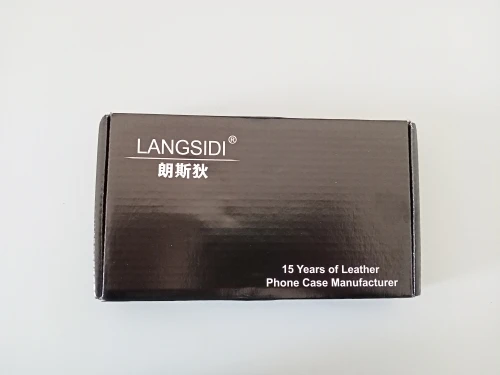 LANGSIDI®
朗斯狄
15 Years of Leather
Phone Case Manufacturer